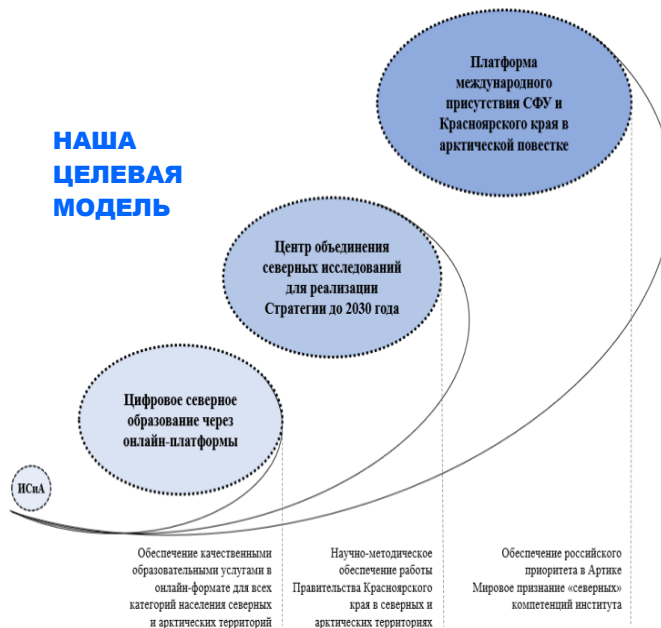 НАША
ЦЕЛЕВАЯ
МОДЕЛЬ
Платформа
международного
присутствия СФУ и
Красноярского края в
арктической повестке
Центр объединения
северных исследований
для реализации
Стратегии до 2030 года
Цифровое северное
образование через
онлайн-платформы
ИСиА
Обеспечение качественными
образовательными услугами в
онлайн-формате для всех
категорий населения северных
и арктических территорий
Научно-методическое
обеспечение работы
Правительства Красноярского
края в северных и
арктических территориях
Обеспечение российского
приоритета в Артике
Мировое признание «северных»
компетенций института